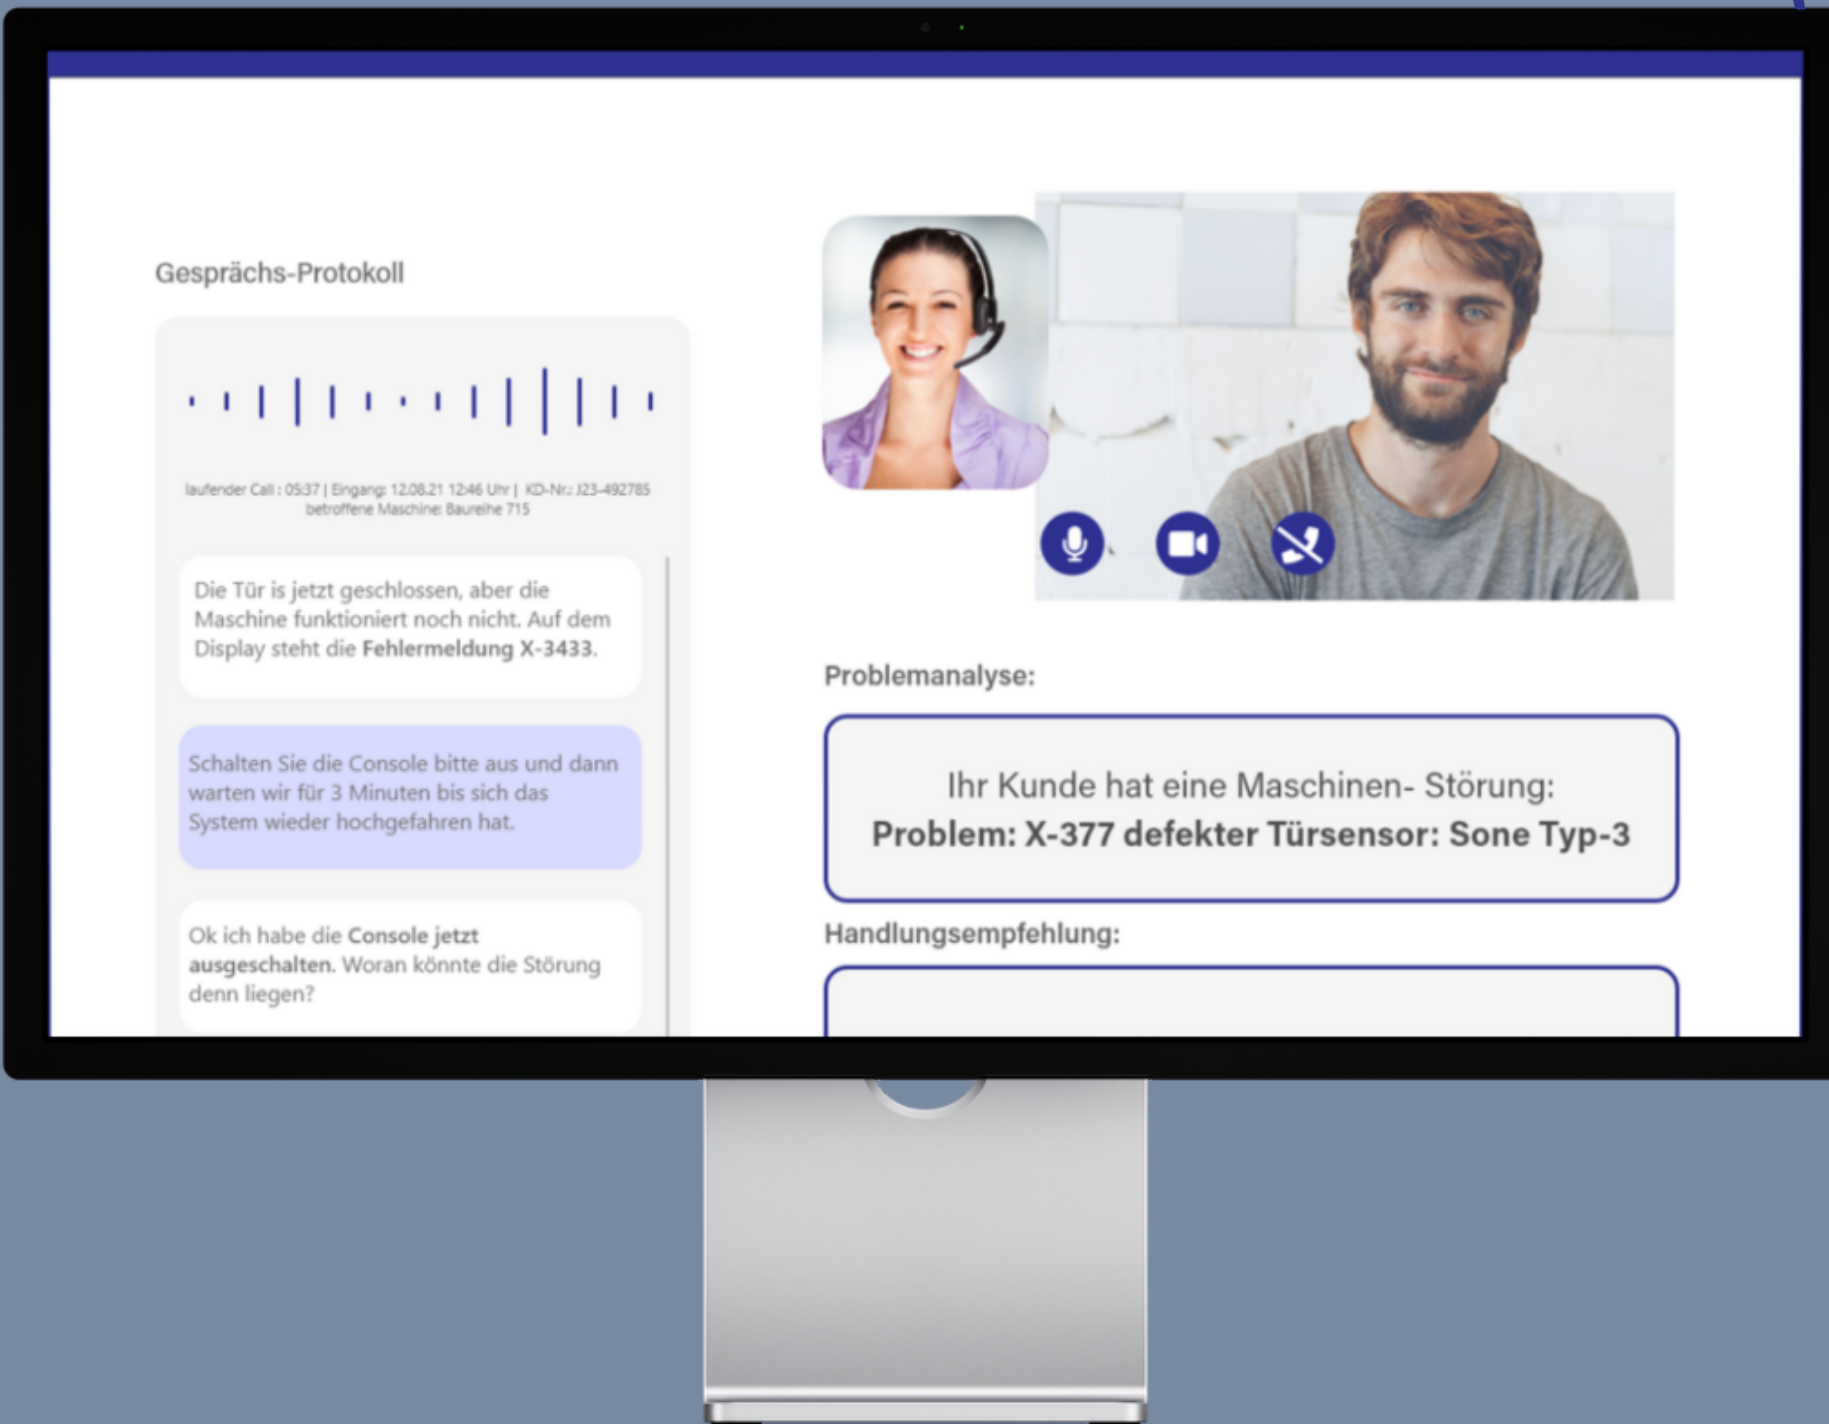 Gesprächs-Protokoll
laufender Call : 05:37 | Eingang: 12.08.21 12:46 Uhr | KD-Nr.: J23-492785
betroffene Maschine: Baureihe 715
Die Tür is jetzt geschlossen, aber die
Maschine funktioniert noch nicht. Auf dem
Display steht die Fehlermeldung X-3433.
Schalten Sie die Console bitte aus und dann
warten wir für 3 Minuten bis sich das
System wieder hochgefahren hat.
Ok ich habe die Console jetzt
ausgeschalten. Woran könnte die Störung
denn liegen?
Problemanalyse:
Ihr Kunde hat eine Maschinen- Störung:
Problem: X-377 defekter Türsensor: Sone Typ-3
Handlungsempfehlung: